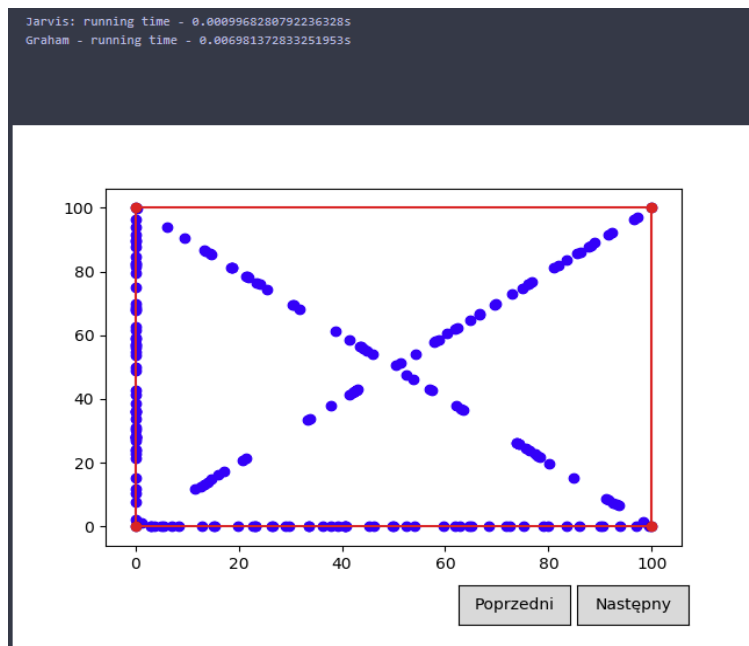 Jarvis: running time - 0.0009968280792236328s
Graham - running time - 0.006981372833251953s
100
80
60
40
20
0
0 20 40 60 80 100
Poprzedni Następny